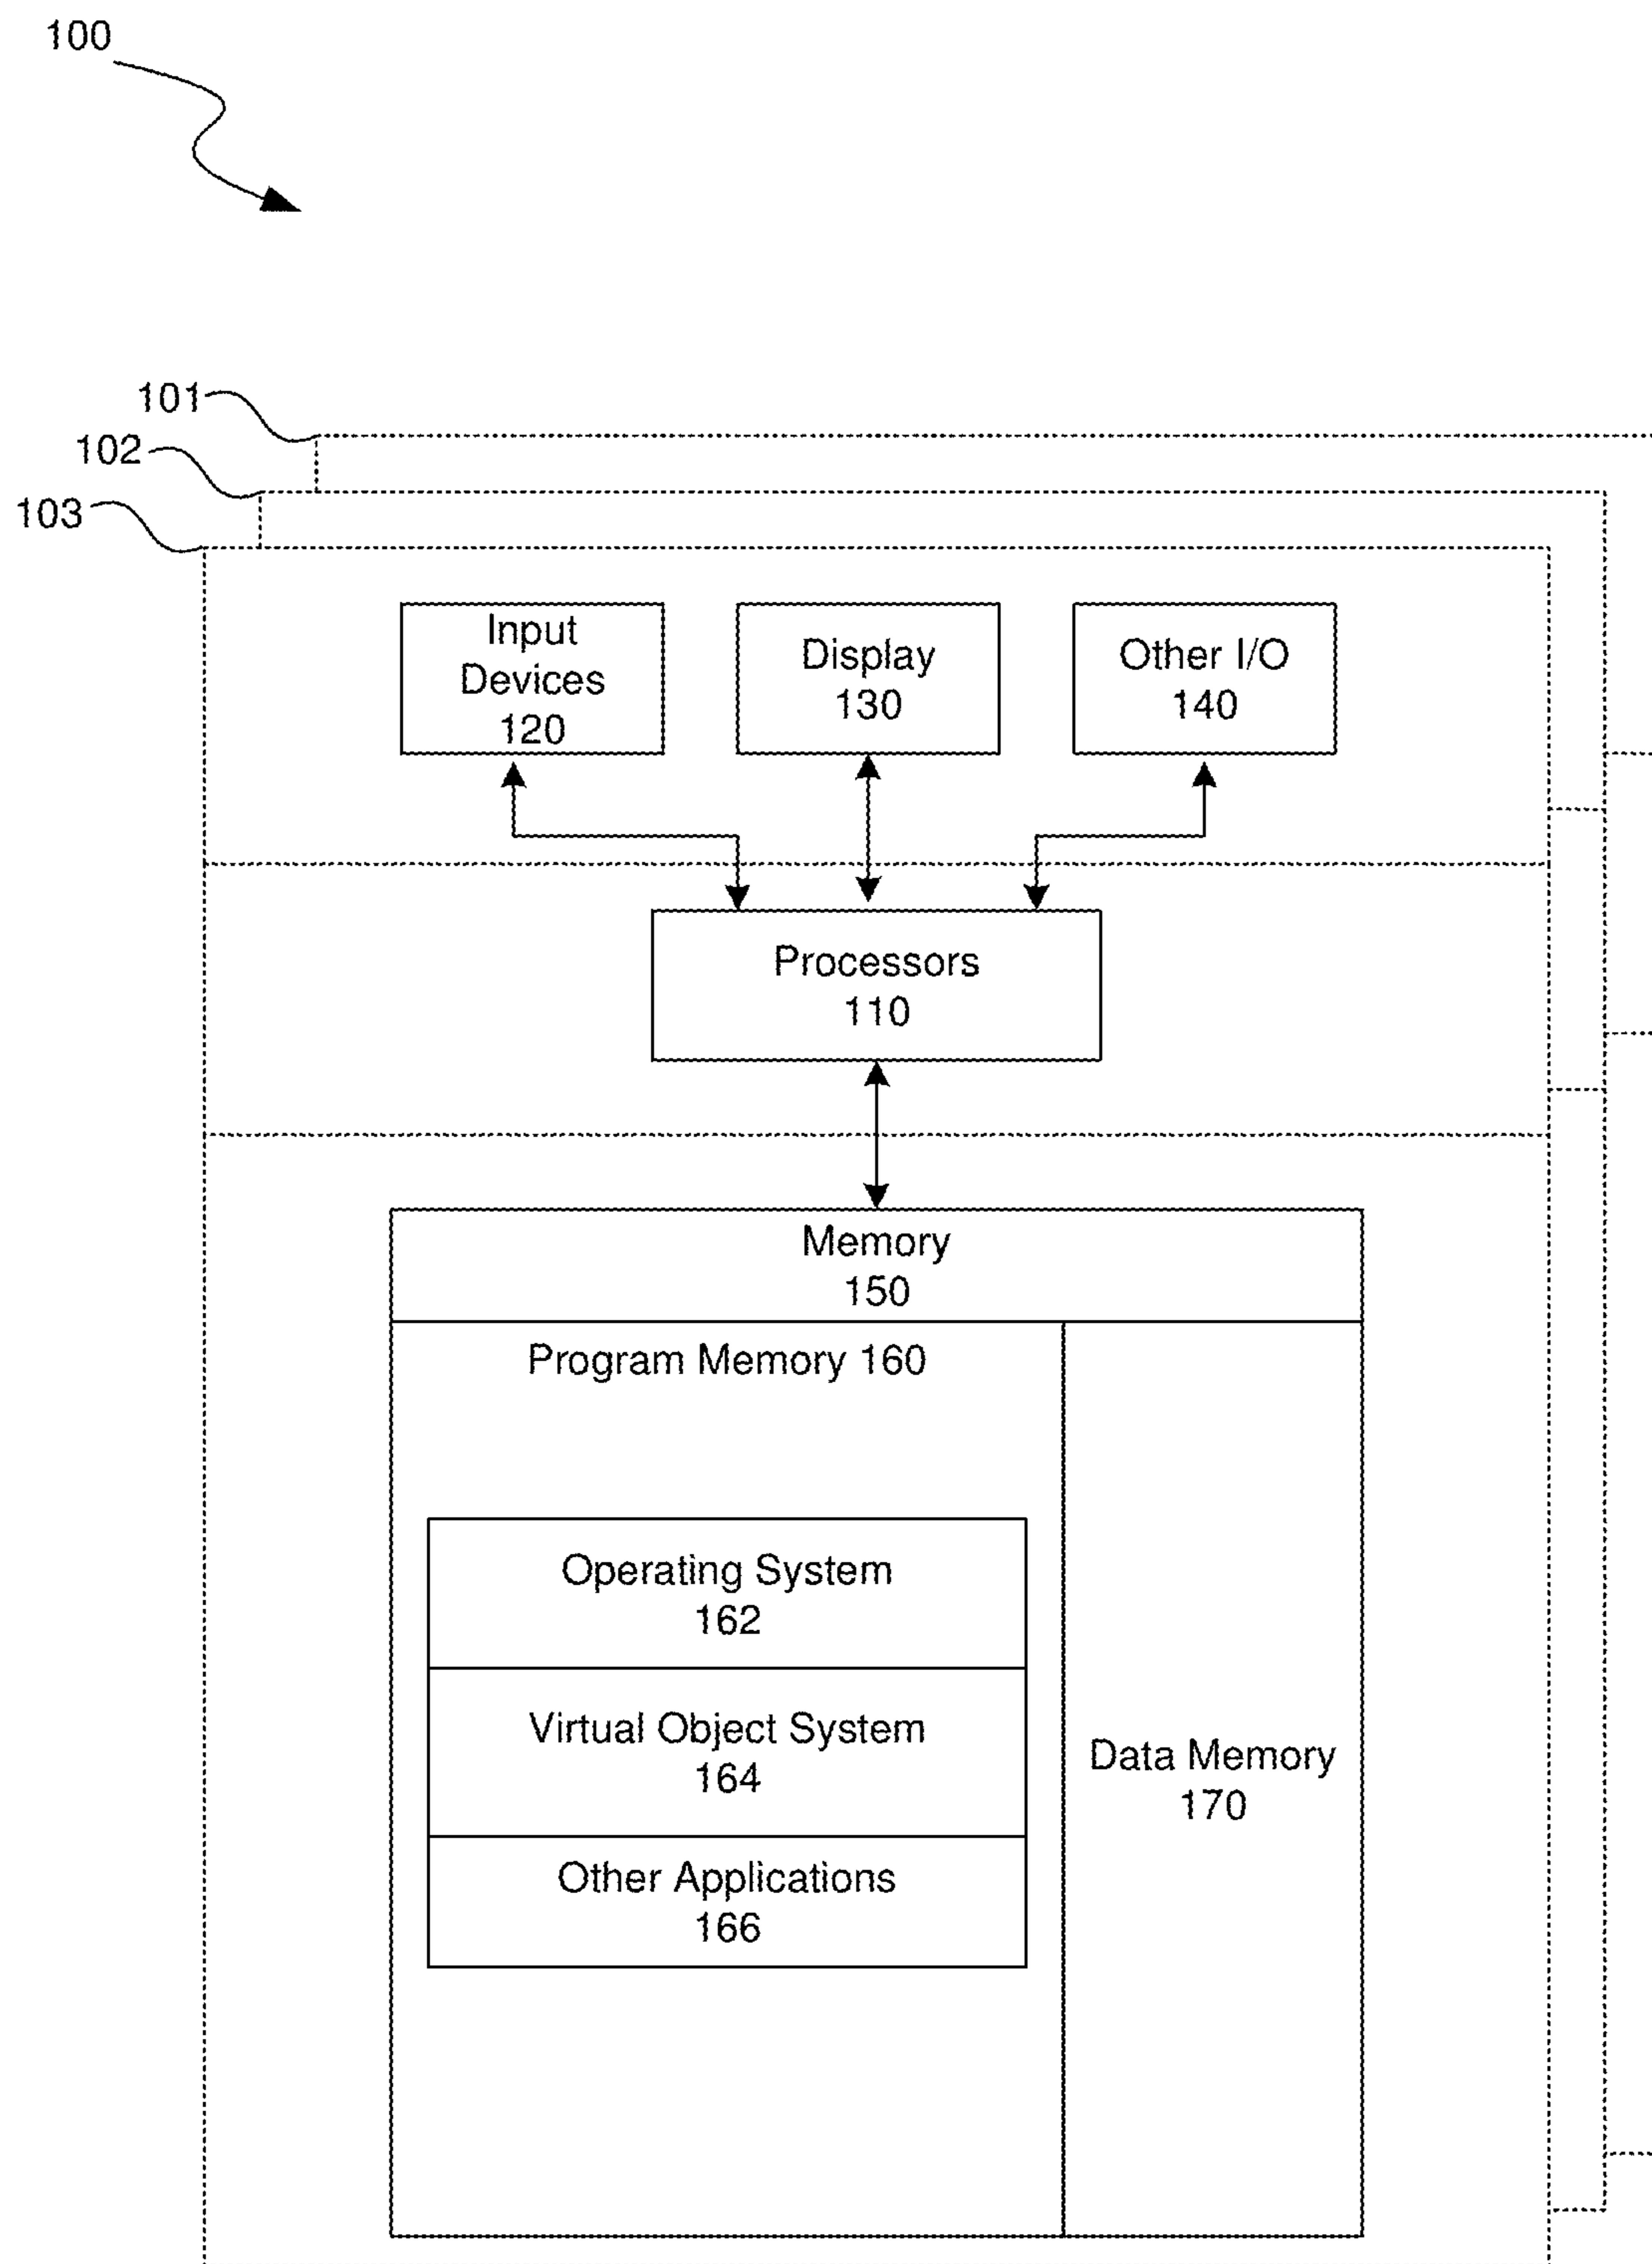 100
101
102
103
Input
Devices
120
Display
130
Other I/O
140
Processors
110
Memory
150
Program Memory 160
Operating System
162
Virtual Object System
164
Other Applications
166
Data Memory
170